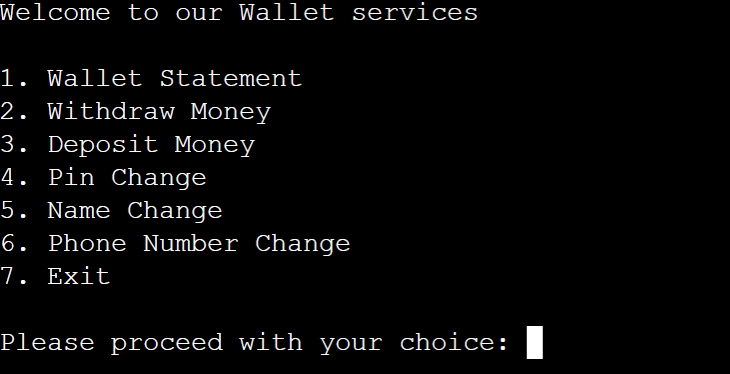 Welcome to our Wallet services
1. Wallet Statement
2. Withdraw Money
3. Deposit Money
4. Pin Change
5. Name Change
6. Phone Number Change
7. Exit
Please proceed with your choice: